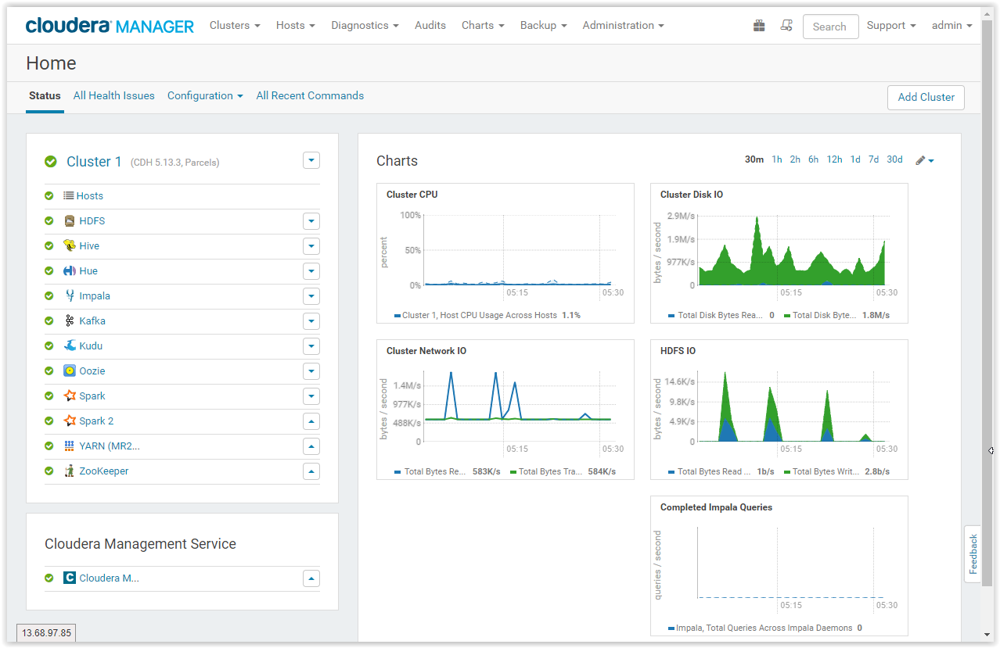 cloudera MANAGER Clusters Hosts Diagnostics Audits Charts Backup Administration Search Support admin
Home
Status All Health Issues Configuration All Recent Commands Add Cluster
Cluster 1 (CDH 5.13.3, Parcels)
Hosts
HDFS
Hive
Hue
Impala
Kafka
Kudu
Oozie
Spark
Spark 2
YARN (MR2...
ZooKeeper
Cloudera Management Service
C Cloudera M...
13.68.97.85
Charts
30m 1h 2h 6h 12h 1d 7d 30d
Cluster CPU
percent
100%
50%
0%
05:15 05:30
Cluster 1, Host CPU Usage Across Hosts 1.1%
Cluster Disk IO
bytes / second
2.9M/s
1.9M/s
977K/s
0
05:15 05:30
Total Disk Bytes Rea... 0 Total Disk Byte... 1.8M/s
Cluster Network IO
bytes / second
1.4M/s
977K/s
488K/s
0
05:15 05:30
Total Bytes Re... 583K/s Total Bytes Tra... 584K/s
HDFS IO
bytes / second
14.6K/s
9.8K/s
4.9K/s
0
05:15 05:30
Total Bytes Read ... 1b/s Total Bytes Writ... 2.8b/s
Completed Impala Queries
queries / second
05:15 05:30
Impala, Total Queries Across Impala Daemons 0
Feedback